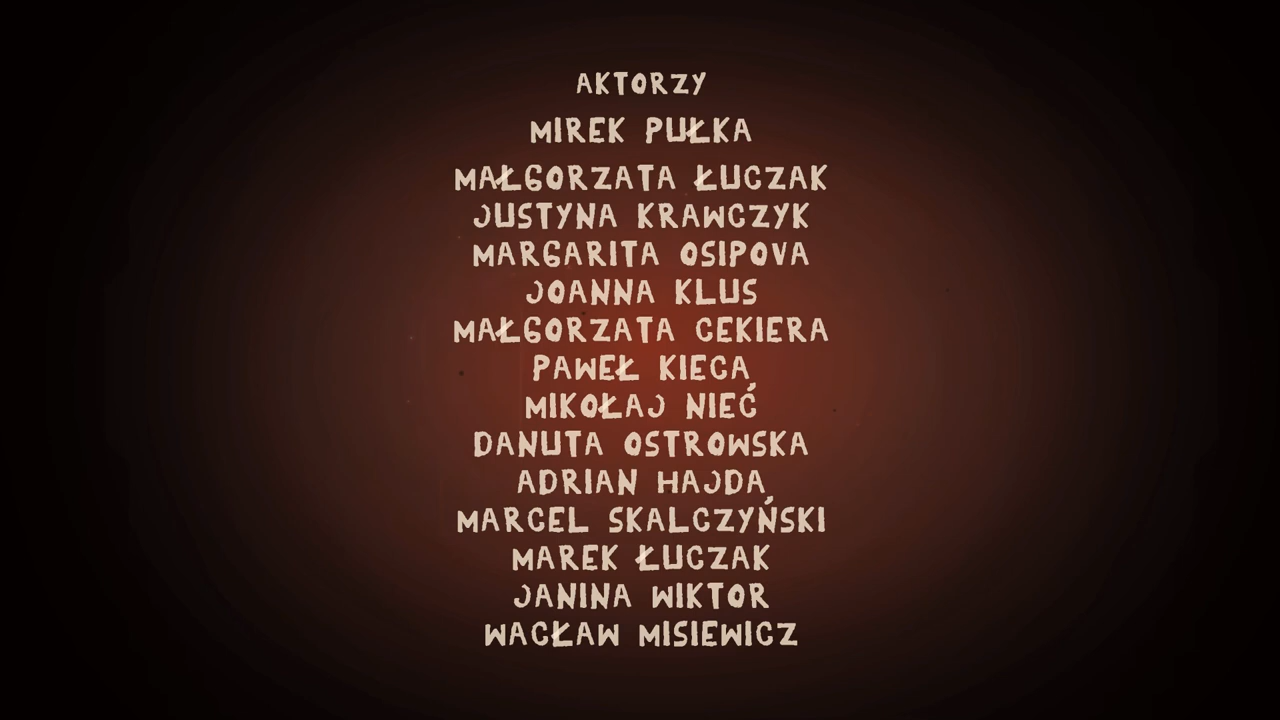 AKTORZY
MIREK PUŁKA
MAŁGORZATA ŁUCZAK
JUSTYNA KRAWCZYK
MARGARITA OSIPOVA
JOANNA KLUS
MAŁGORZATA CEKIERA
PAWEŁ KIECA
MIKOŁAJ NIEĆ
DANUTA OSTROWSKA
ADRIAN HAJDA
MARCEL SKALCZYŃSKI
MAREK ŁUCZAK
JANINA WIKTOR
WACŁAW MISIEWICZ